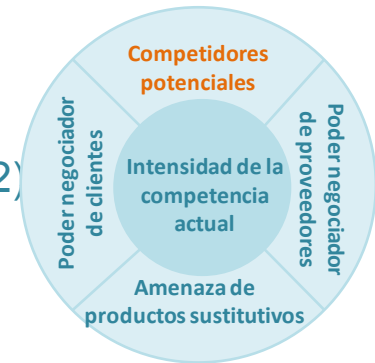 Competidores
potenciales
2)
Poder negociador
de clientes
Intensidad de la
competencia
actual
Poder negociador
de proveedores
Amenaza de
productos sustitutivos